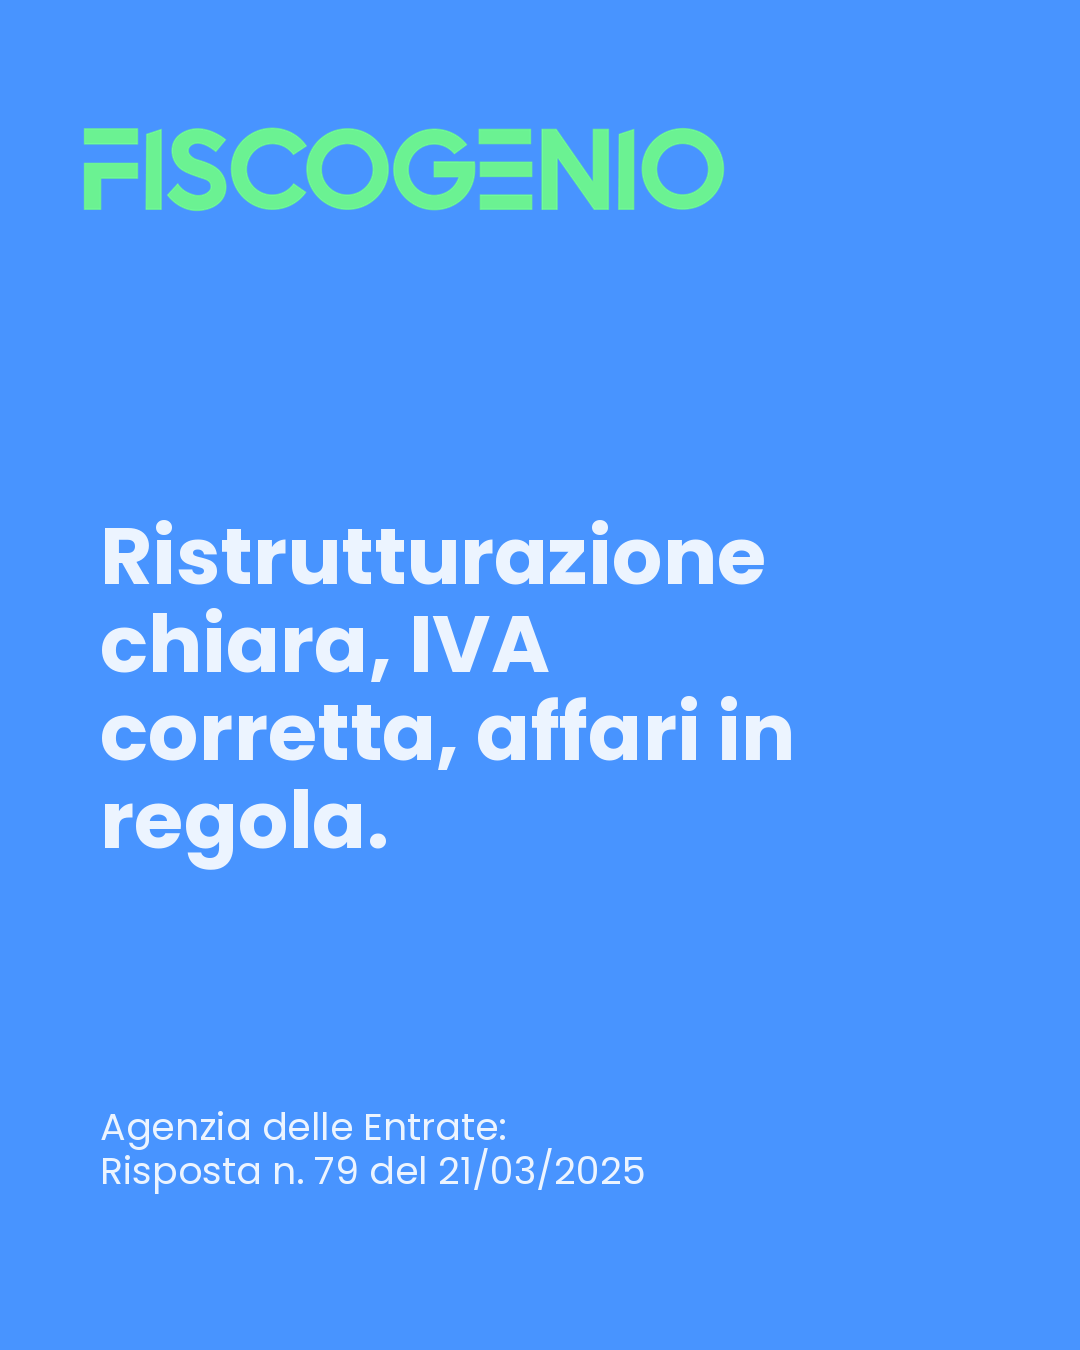 FISCOGENIO
Ristrutturazione
chiara, IVA
corretta, affari in
regola.
Agenzia delle Entrate:
Risposta n. 79 del 21/03/2025